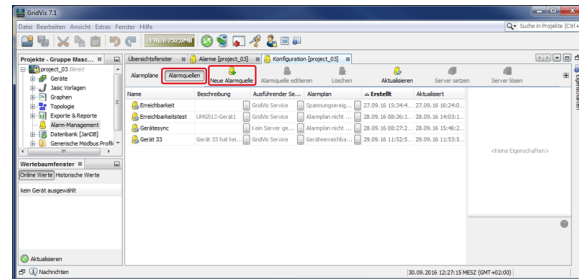 GridVis 7.1
Datei Bearbeiten Ansicht Extras Fenster Hilfe
Suche in Projekte (Ctrl+
Projekte - Gruppe Masc...
Übersichtsfenster Alarme [project_03] Konfiguration [project_03]
project_03 Bereit
Geräte
Jasic Vorlagen
Graphen
Topologie
Exporte & Reporte
Alarm-Management
Datenbank [JanDB]
Generische Modbus Profile
Alarmpläne Alarmquellen Neue Alarmquelle Alarmquelle editieren Löschen Aktualisieren Server setzen Server lösen
Name Beschreibung Ausführender Se... Alarmplan Erstellt Aktualisiert
Erreichbarkeit GridVis Service Spannungsereig... 27.09.16 15:34:4... 27.09.16 16:24:0...
Erreichbarkeitstest UMG512-Gerät1 GridVis Service Alarmplan nicht ... 28.09.16 08:26:1... 28.09.16 14:03:1...
Gerätesync Kein Server ge... Alarmplan nicht ... 28.09.16 08:27:2... 28.09.16 15:46:2...
Gerät 33 Gerät 33 hat kei... GridVis Service Geräteerreichba... 29.09.16 11:52:5... 29.09.16 11:53:5...
<Keine Eigenschaften>
Eigenschaften
Wertebaumfenster
Online Werte Historische Werte
kein Gerät ausgewählt
Aktualisieren
Nachrichten
30.09.2016 12:27:15 MESZ (GMT+02:00)